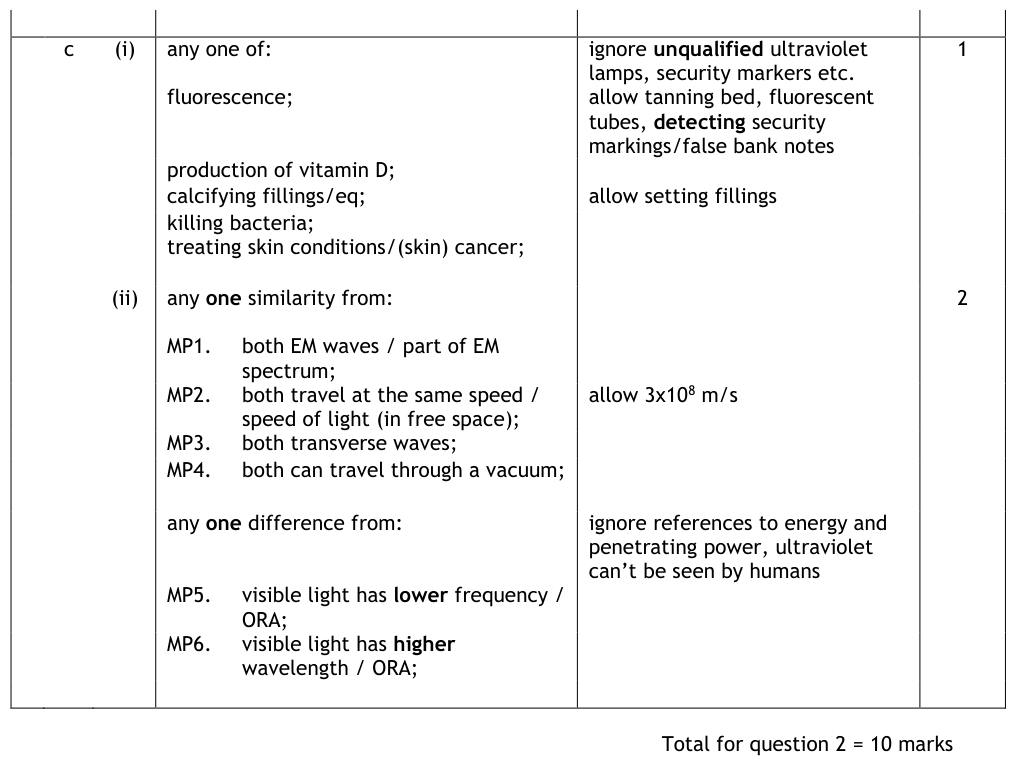 c (i) any one of: ignore unqualified ultraviolet 1
lamps, security markers etc.
fluorescence; allow tanning bed, fluorescent
tubes, detecting security
markings/false bank notes
production of vitamin D;
calcifying fillings/eq; allow setting fillings
killing bacteria;
treating skin conditions/(skin) cancer;
(ii) any one similarity from: 2
MP1. both EM waves / part of EM
spectrum;
MP2. both travel at the same speed / allow 3x10⁸ m/s
speed of light (in free space);
MP3. both transverse waves;
MP4. both can travel through a vacuum;
any one difference from: ignore references to energy and
penetrating power, ultraviolet
can’t be seen by humans
MP5. visible light has lower frequency /
ORA;
MP6. visible light has higher
wavelength / ORA;
Total for question 2 = 10 marks